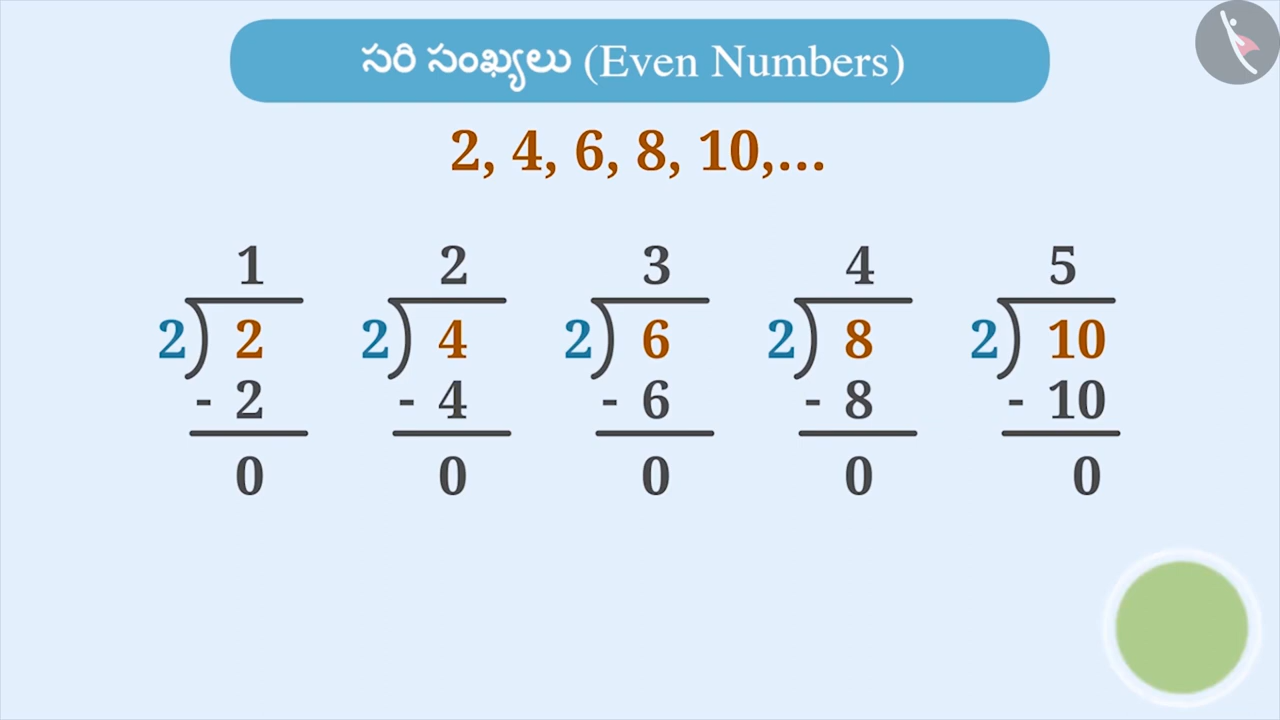 సరి సంఖ్యలు (Even Numbers)
2, 4, 6, 8, 10,...
1 2 3 4 5
2) 2 2) 4 2) 6 2) 8 2) 10
- 2 - 4 - 6 - 8 - 10
0 0 0 0 0